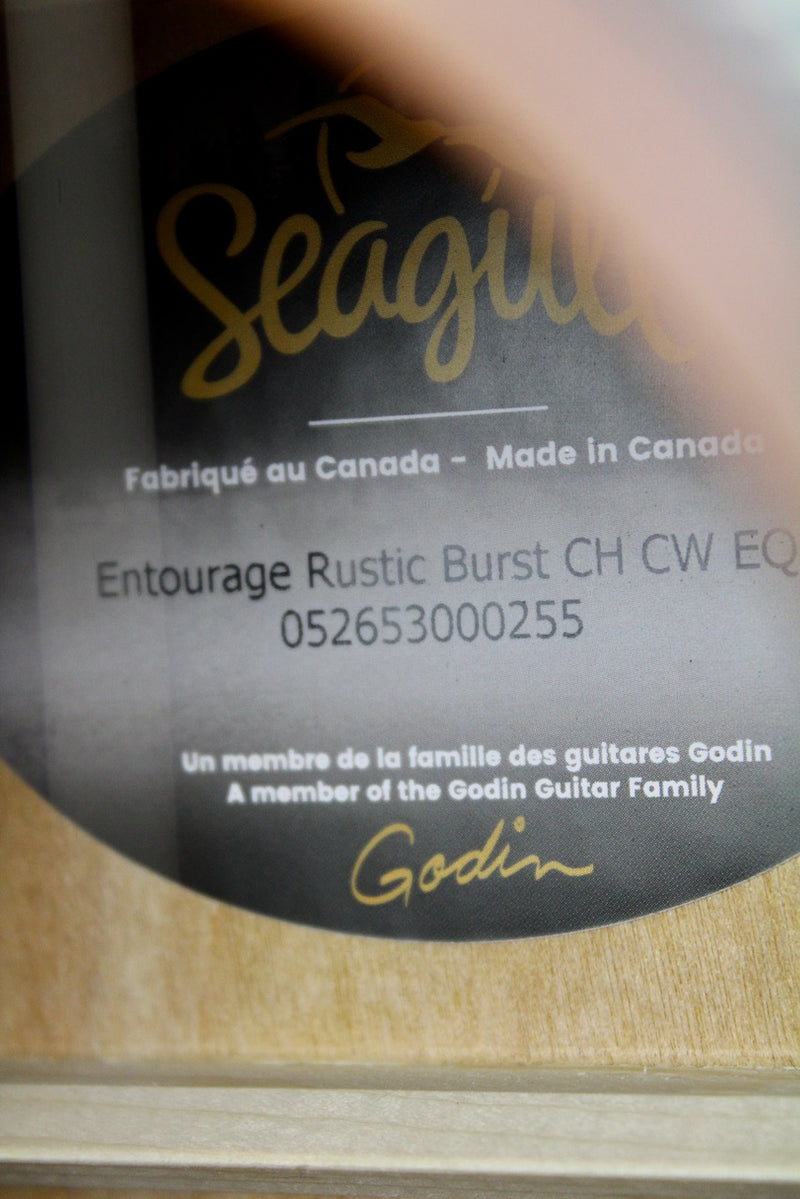 Seagull
Fabriqué au Canada - Made in Canada
Entourage Rustic Burst CH CW EQ
052653000255
Un membre de la famille des guitares Godin
A member of the Godin Guitar Family
Godin